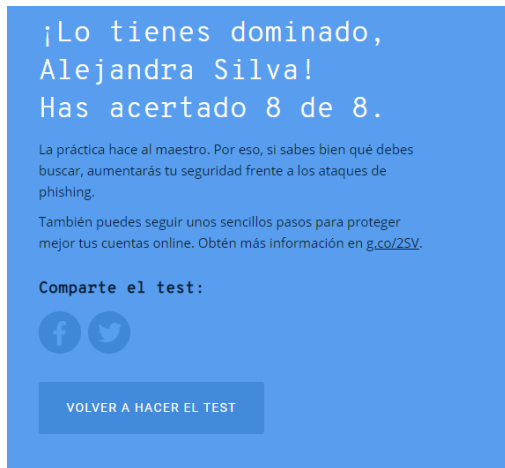 ¡Lo tienes dominado,
Alejandra Silva!
Has acertado 8 de 8.
La práctica hace al maestro. Por eso, si sabes bien qué debes
buscar, aumentarás tu seguridad frente a los ataques de
phishing.
También puedes seguir unos sencillos pasos para proteger
mejor tus cuentas online. Obtén más información en g.co/2SV.
Comparte el test:
VOLVER A HACER EL TEST